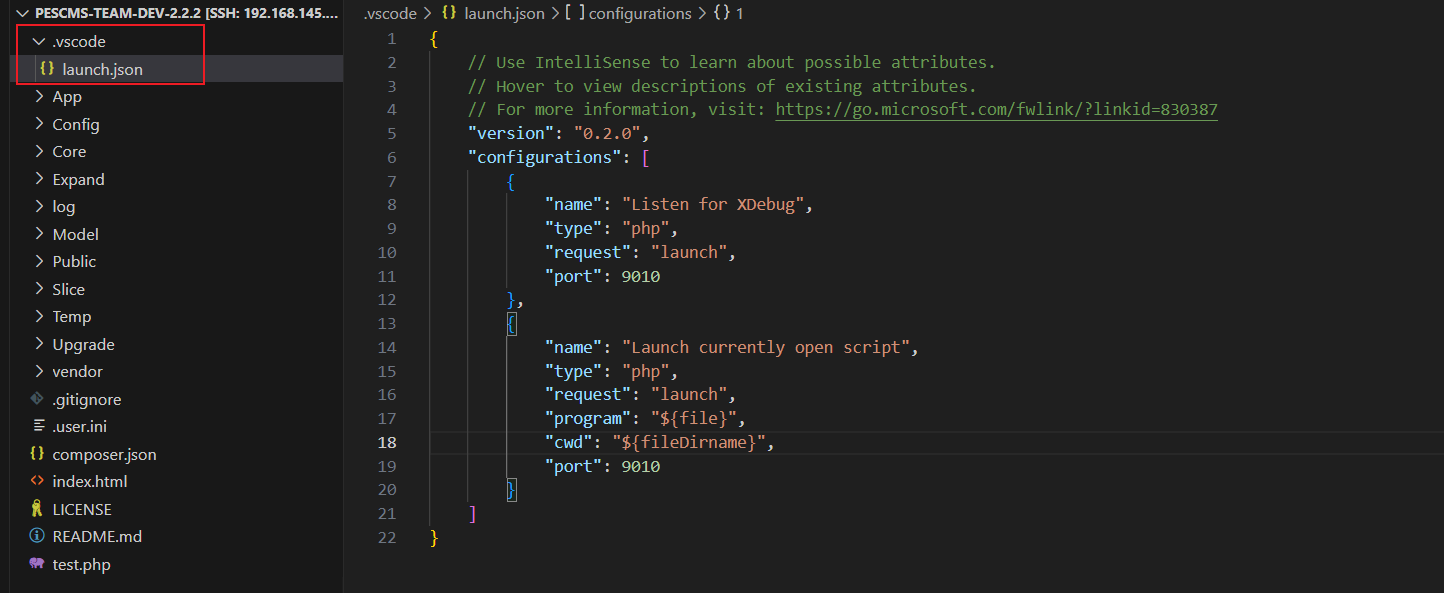 PESCMS-TEAM-DEV-2.2.2 [SSH: 192.168.145....
.vscode
launch.json
App
Config
Core
Expand
log
Model
Public
Slice
Temp
Upgrade
vendor
.gitignore
.user.ini
composer.json
index.html
LICENSE
README.md
test.php
.vscode > {} launch.json > [ ] configurations > {} 1
1 {
2 // Use IntelliSense to learn about possible attributes.
3 // Hover to view descriptions of existing attributes.
4 // For more information, visit: https://go.microsoft.com/fwlink/?linkid=830387
5 "version": "0.2.0",
6 "configurations": [
7 {
8 "name": "Listen for XDebug",
9 "type": "php",
10 "request": "launch",
11 "port": 9010
12 },
13 {
14 "name": "Launch currently open script",
15 "type": "php",
16 "request": "launch",
17 "program": "${file}",
18 "cwd": "${fileDirname}",
19 "port": 9010
20 }
21 ]
22 }